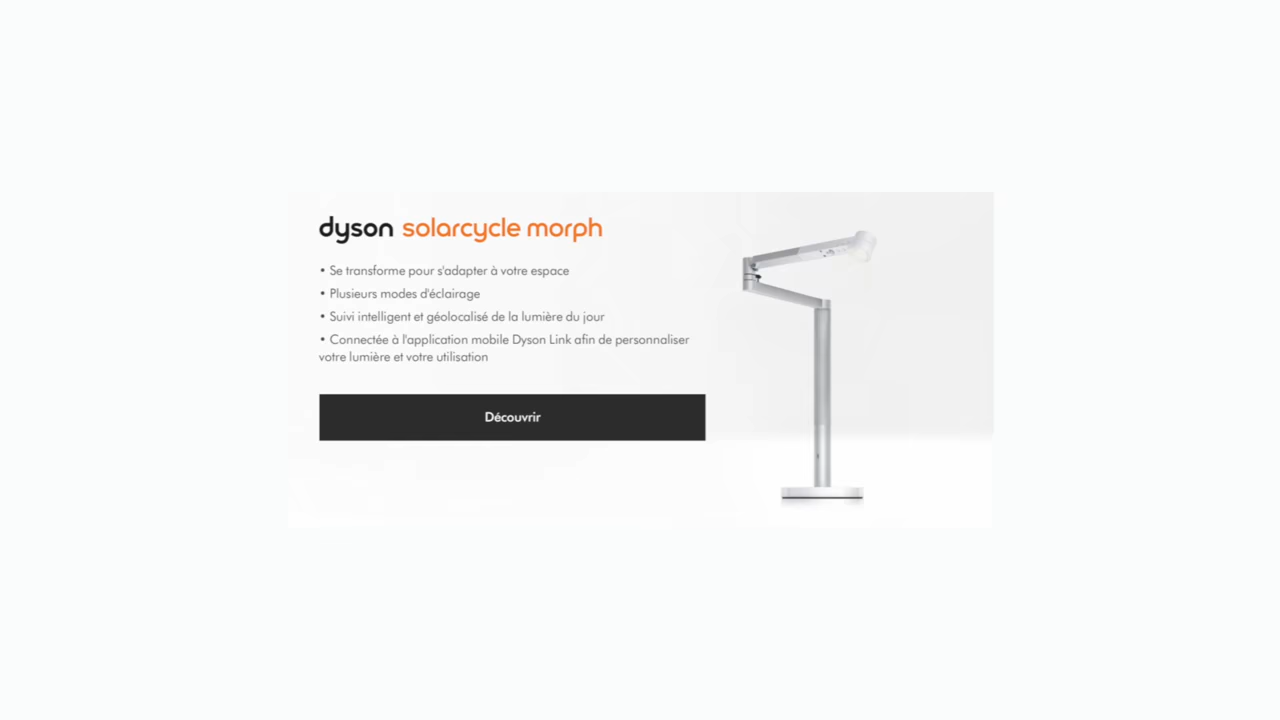 dyson solarcycle morph
• Se transforme pour s'adapter à votre espace
• Plusieurs modes d'éclairage
• Suivi intelligent et géolocalisé de la lumière du jour
• Connectée à l'application mobile Dyson Link afin de personnaliser
votre lumière et votre utilisation
Découvrir